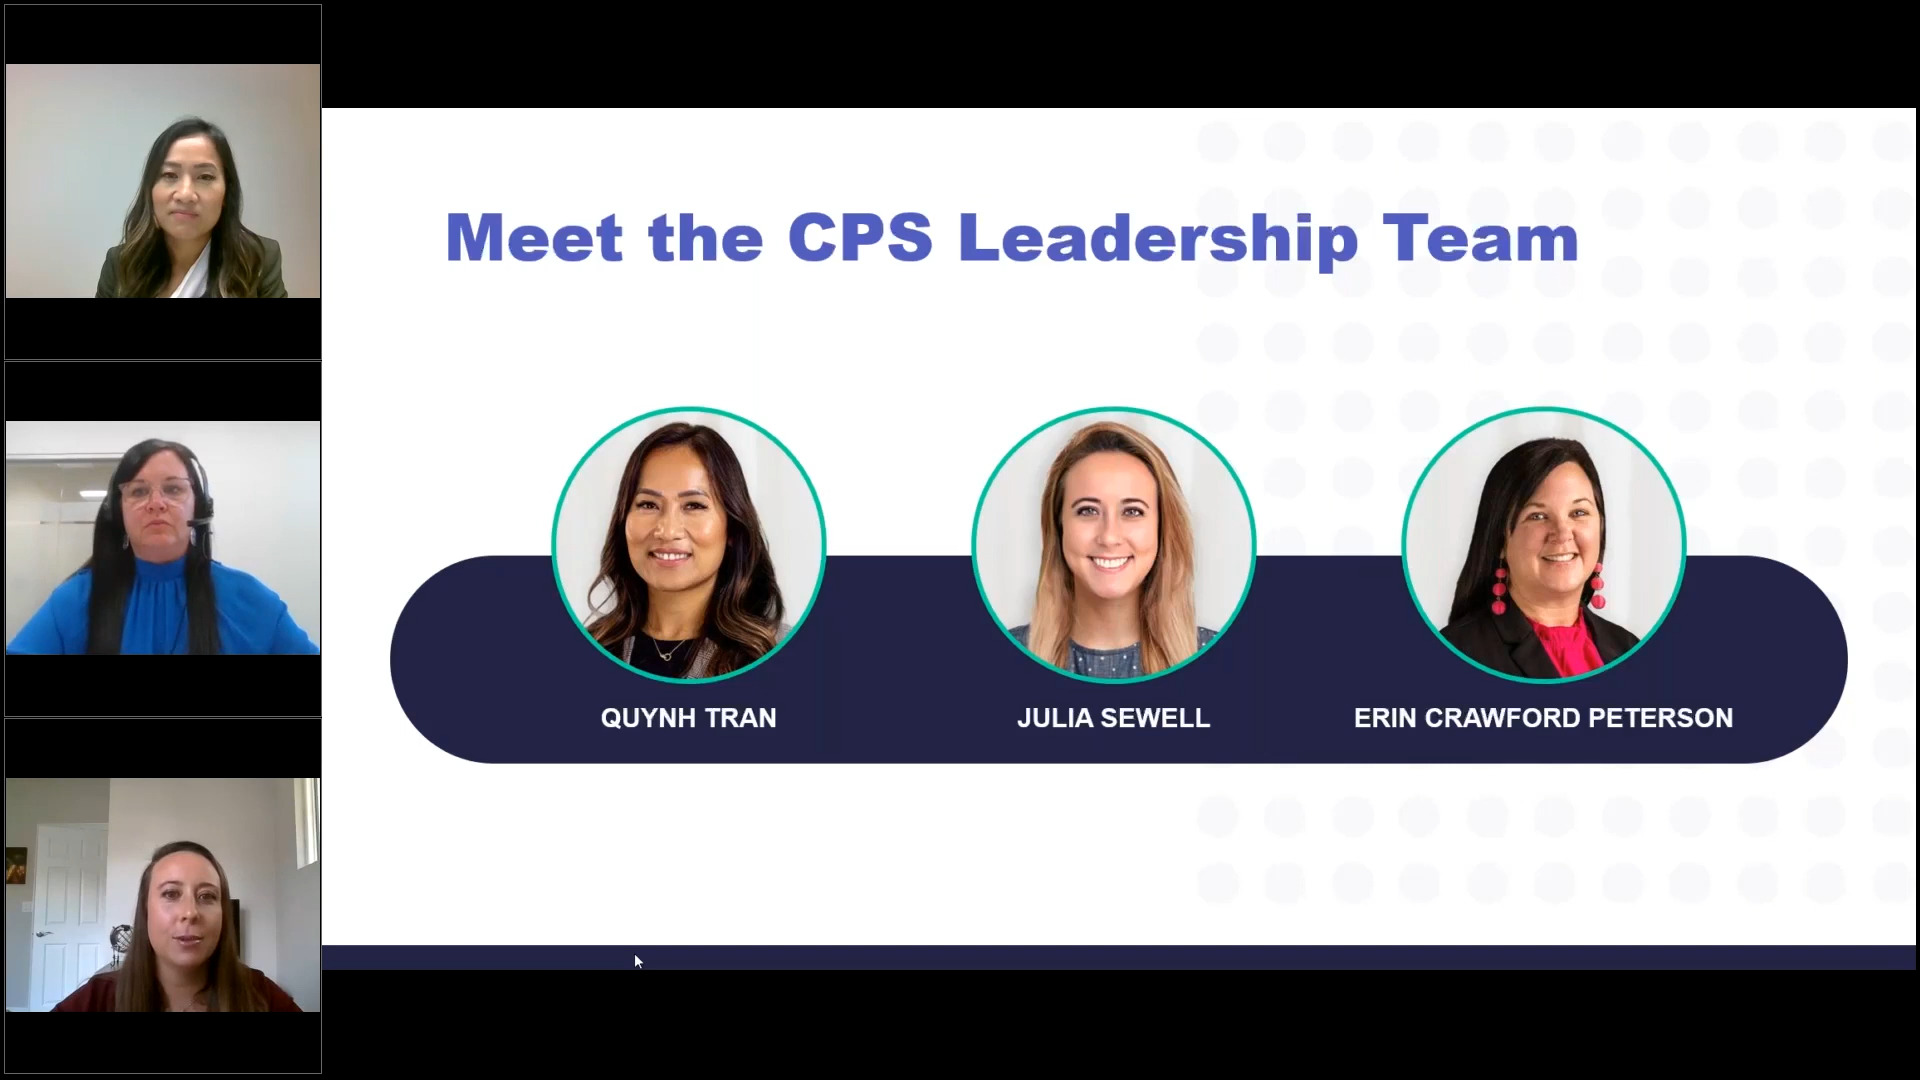 Meet the CPS Leadership Team
QUYNH TRAN
JULIA SEWELL
ERIN CRAWFORD PETERSON